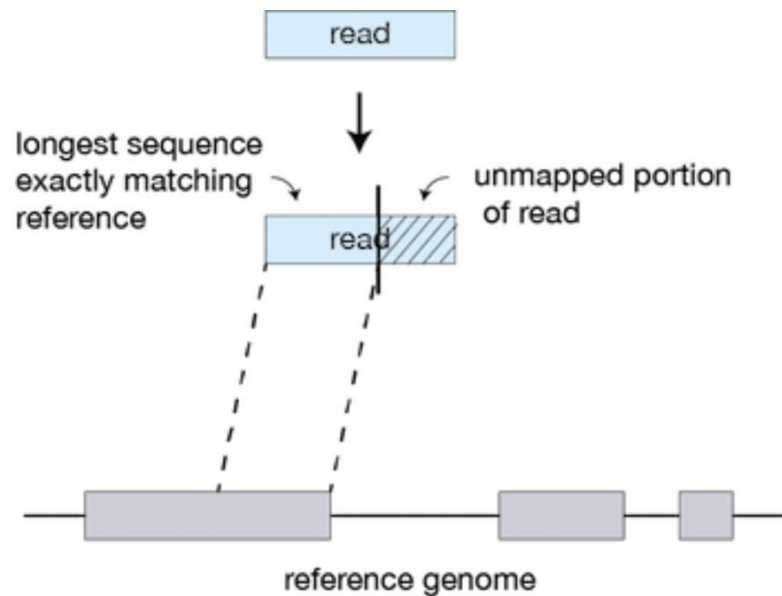 read
longest sequence
exactly matching
reference
unmapped portion
of read
read
reference genome